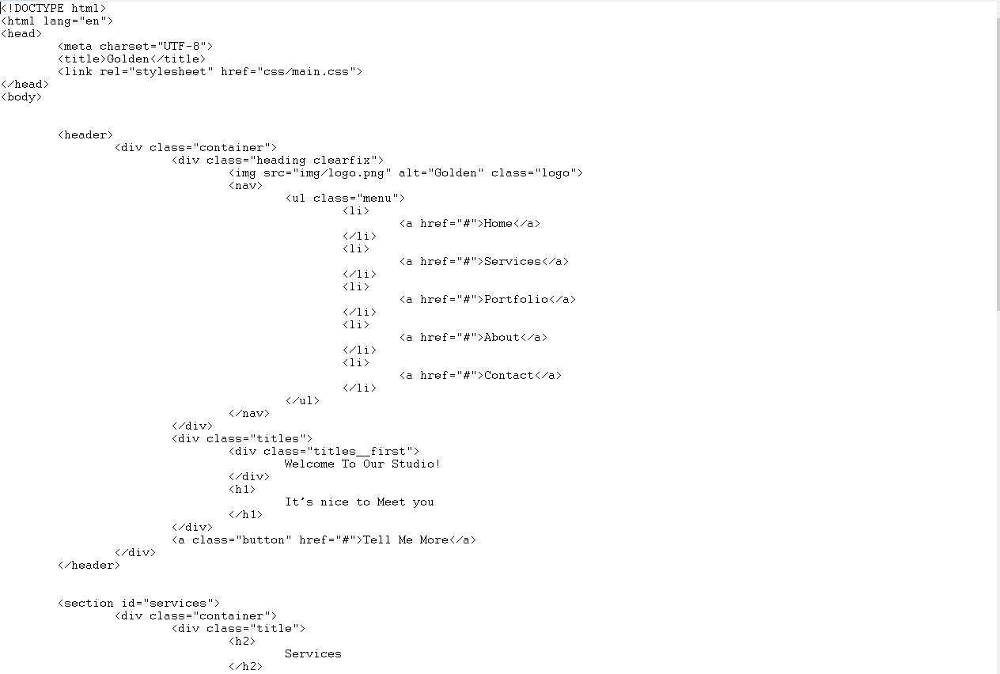 <!DOCTYPE html>
<html lang="en">
<head>
	<meta charset="UTF-8">
	<title>Golden</title>
	<link rel="stylesheet" href="css/main.css">
</head>
<body>


	<header>
		<div class="container">
			<div class="heading clearfix">
				<img src="img/logo.png" alt="Golden" class="logo">
				<nav>
					<ul class="menu">
						<li>
							<a href="#">Home</a>
						</li>
						<li>
							<a href="#">Services</a>
						</li>
						<li>
							<a href="#">Portfolio</a>
						</li>
						<li>
							<a href="#">About</a>
						</li>
						<li>
							<a href="#">Contact</a>
						</li>
					</ul>
				</nav>
			</div>
			<div class="titles">
				<div class="titles__first">
					Welcome To Our Studio!
				</div>
				<h1>
					It’s nice to Meet you
				</h1>
			</div>
			<a class="button" href="#">Tell Me More</a>
		</div>
	</header>


	<section id="services">
		<div class="container">
			<div class="title">
				<h2>
					Services
				</h2>